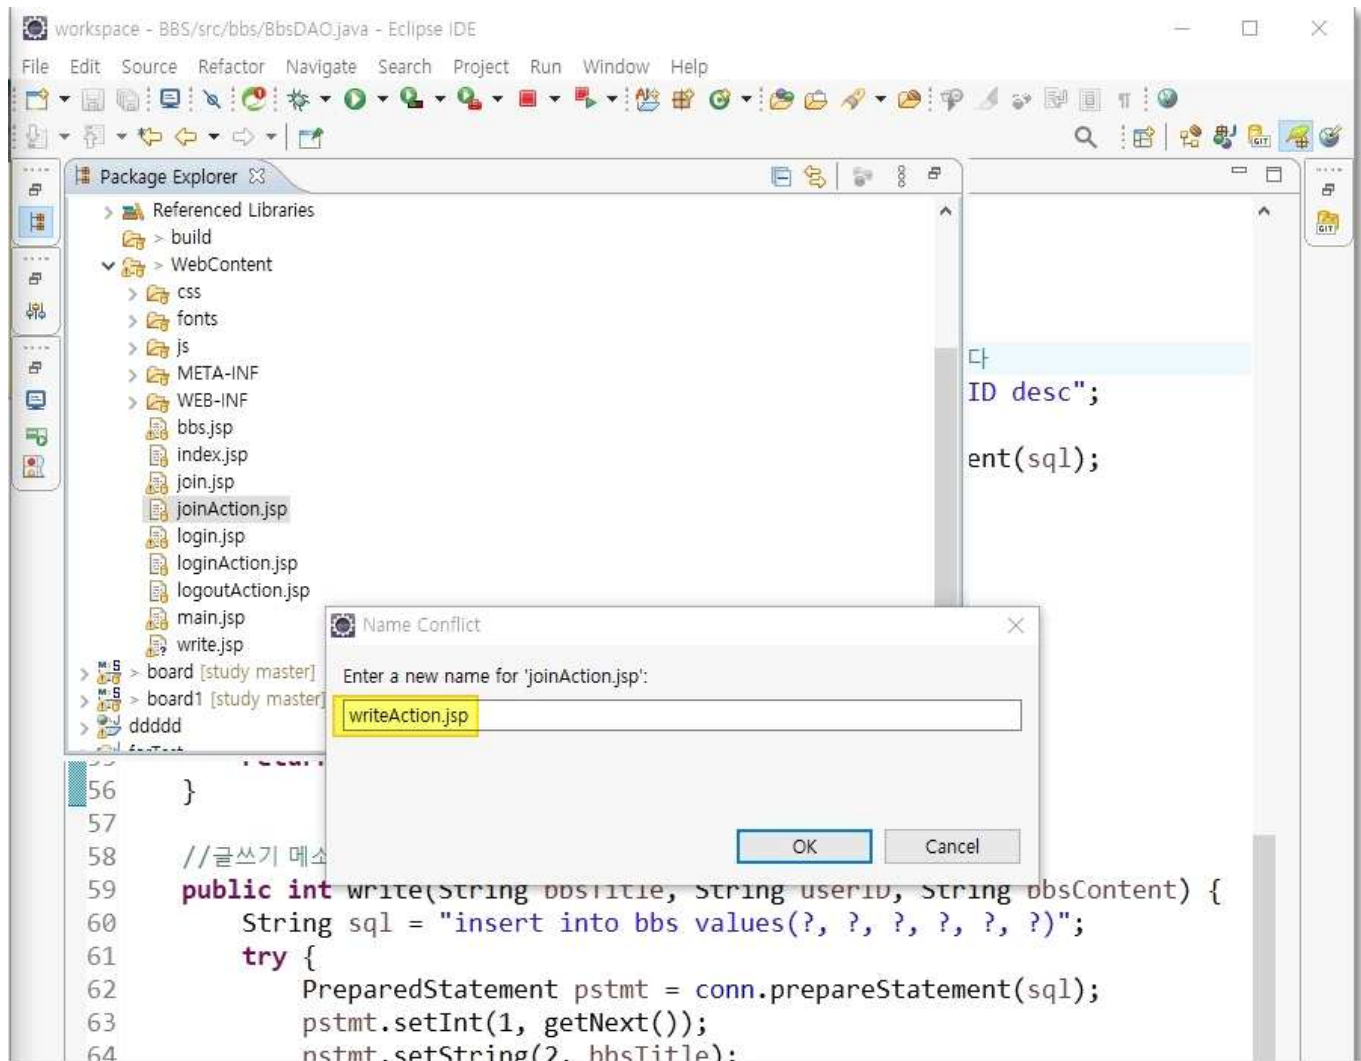 workspace - BBS/src/bbs/BbsDAO.java - Eclipse IDE
File Edit Source Refactor Navigate Search Project Run Window Help
Package Explorer
Referenced Libraries
> build
> WebContent
css
fonts
js
다
META-INF
WEB-INF
ID desc";
bbs.jsp
index.jsp
ent(sql);
join.jsp
joinAction.jsp
login.jsp
loginAction.jsp
logoutAction.jsp
main.jsp
write.jsp
> board [study master]
> board1 [study master]
ddddd
Name Conflict
Enter a new name for 'joinAction.jsp':
writeAction.jsp
OK Cancel
56 }
57
58 //글쓰기 메소
59 public int write(String bbsTitle, String userID, String bbsContent) {
60 String sql = "insert into bbs values(?, ?, ?, ?, ?, ?)";
61 try {
62 PreparedStatement pstmt = conn.prepareStatement(sql);
63 pstmt.setInt(1, getNext());
64 pstmt.setString(2, bbsTitle);